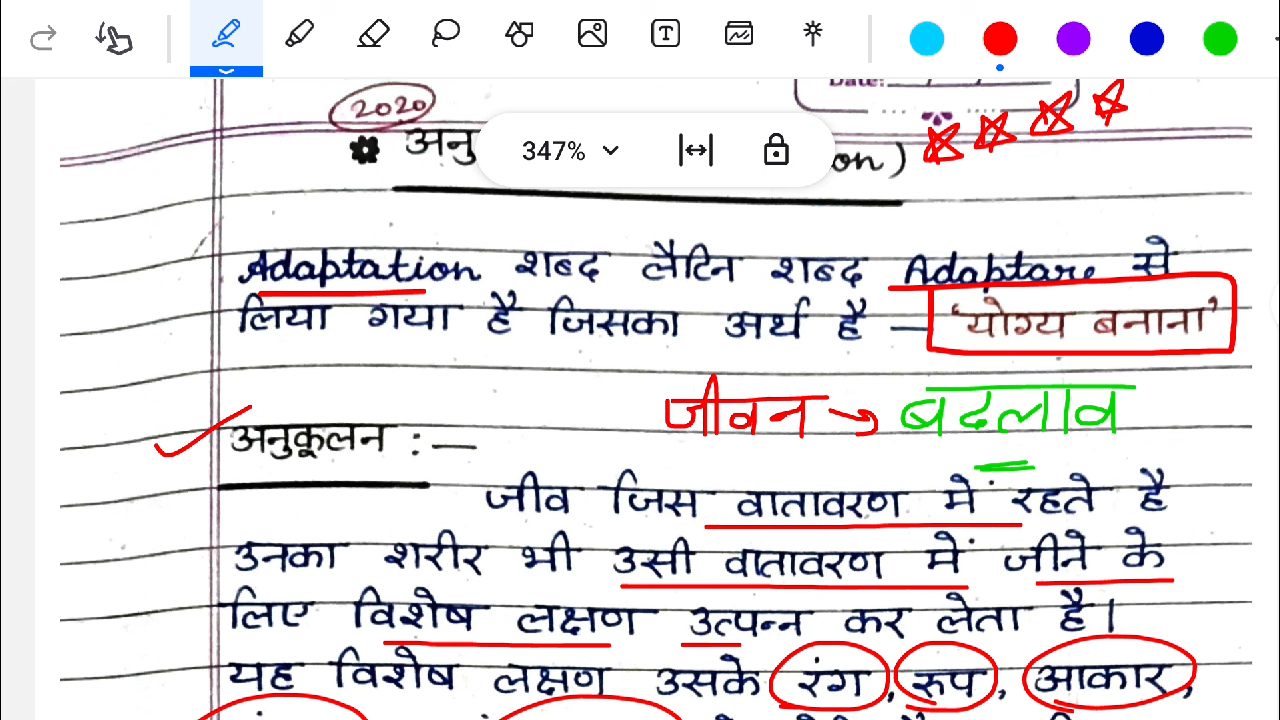 347%
Date:
2020
अनु on)
Adaptation शब्द लैटिन शब्द Adaptare से
लिया गया है जिसका अर्थ है — 'योग्य बनाना'
जीवन → बदलाव
अनुकूलन :—
जीव जिस वातावरण में रहते है
उनका शरीर भी उसी वातावरण में जीने के
लिए विशेष लक्षण उत्पन्न कर लेता है।
यह विशेष लक्षण उसके रंग, रुप, आकार,